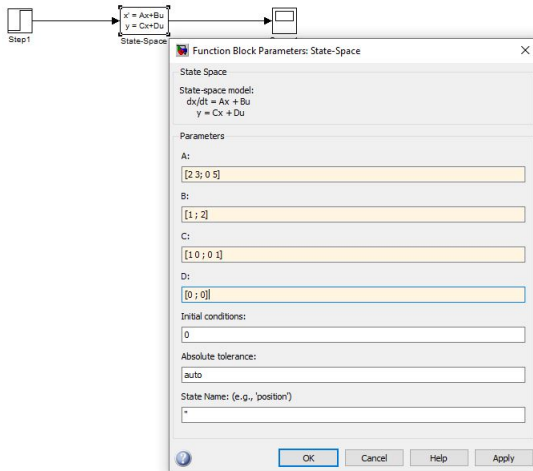 x' = Ax+Bu
y = Cx+Du
Step1
State-Space
Function Block Parameters: State-Space
State Space
State-space model:
dx/dt = Ax + Bu
y = Cx + Du
Parameters
A:
[2 3; 0 5]
B:
[1 ; 2]
C:
[1 0 ; 0 1]
D:
[0 ; 0]
Initial conditions:
0
Absolute tolerance:
auto
State Name: (e.g., 'position')
''
OK
Cancel
Help
Apply